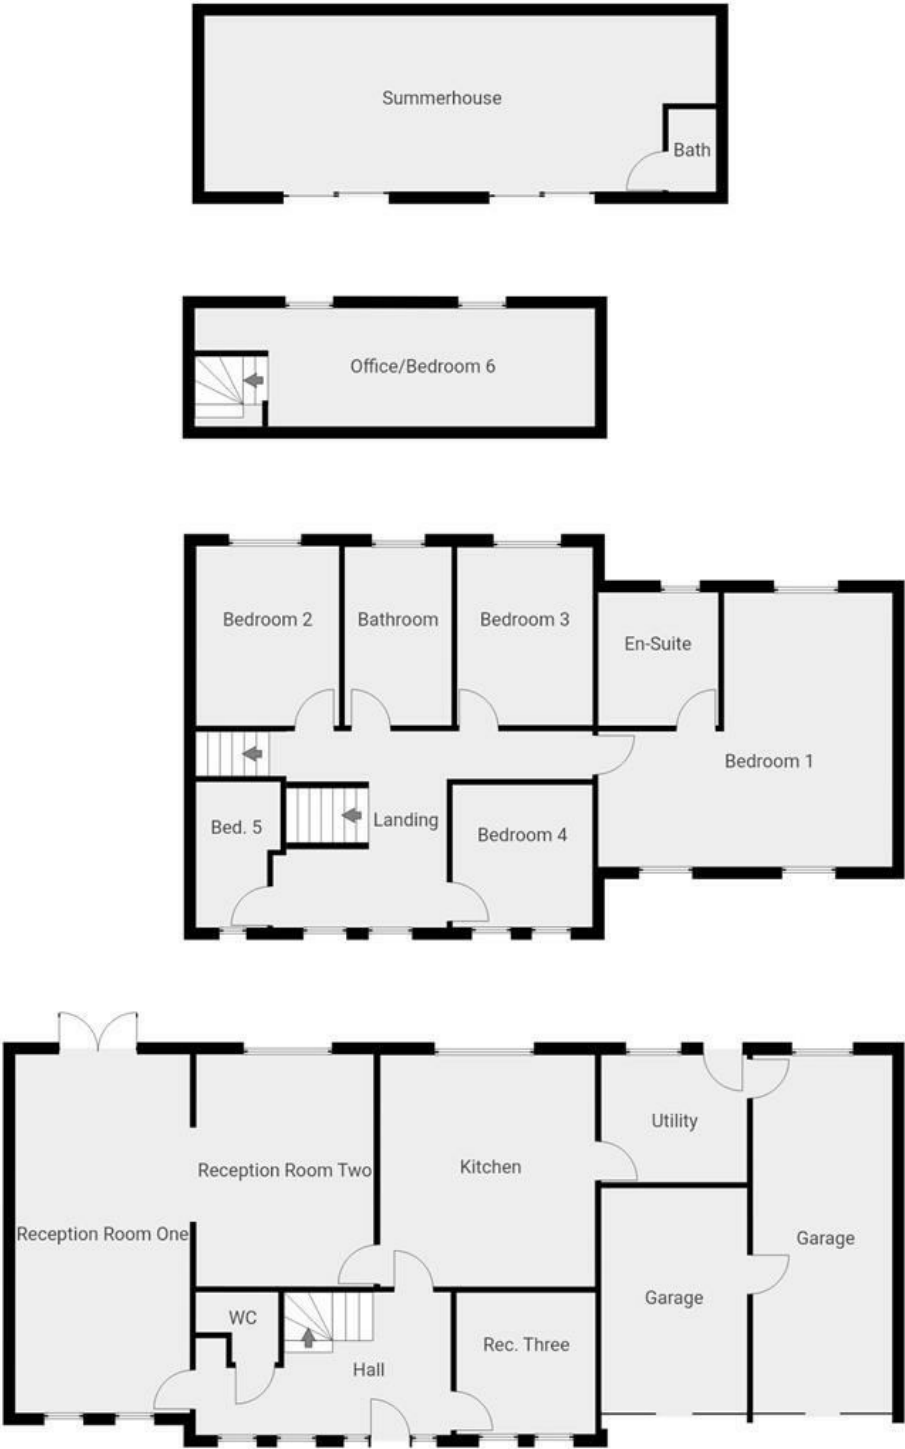 Summerhouse
Bath
Office/Bedroom 6
Bedroom 2
Bathroom
Bedroom 3
En-Suite
Bedroom 1
Bed. 5
Landing
Bedroom 4
Utility
Reception Room Two
Kitchen
Reception Room One
Garage
Garage
WC
Rec. Three
Hall